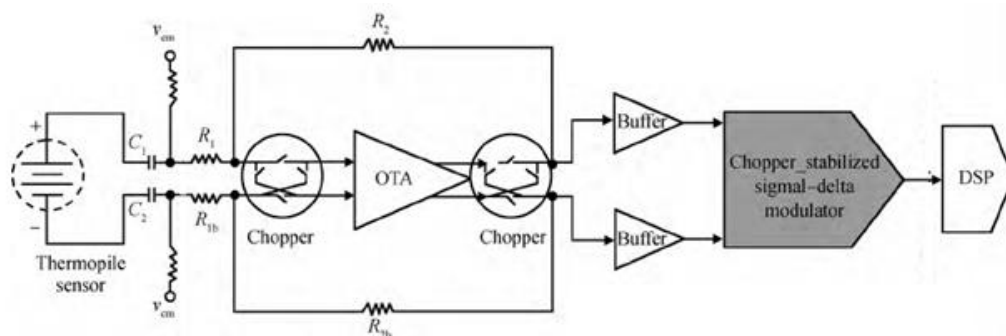 v_cm
R_2
+
C_1
R_1
Buffer
OTA
Chopper_stabilized
sigmal–delta
modulator
DSP
C_2
R_1b
Chopper
Chopper
Buffer
–
Thermopile
sensor
v_cm
R_2b